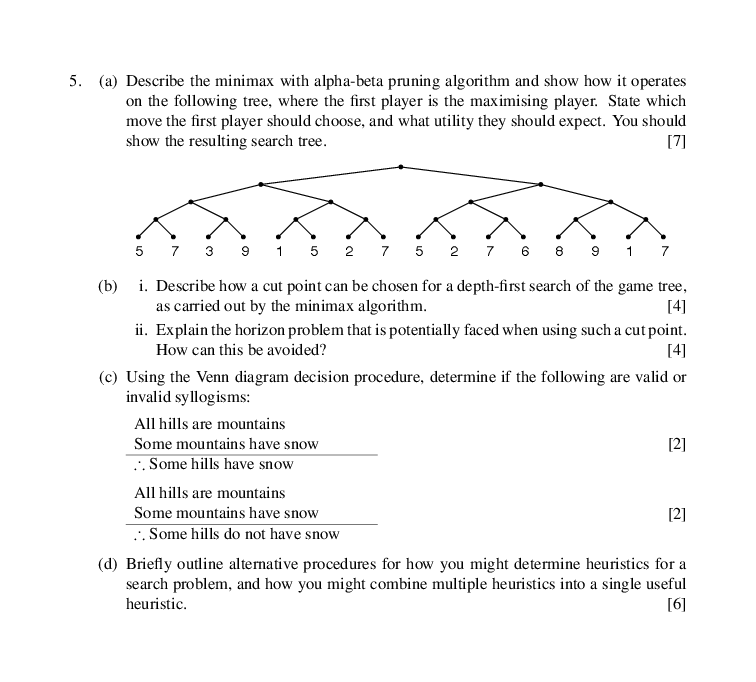 5. (a) Describe the minimax with alpha-beta pruning algorithm and show how it operates
on the following tree, where the first player is the maximising player. State which
move the first player should choose, and what utility they should expect. You should
show the resulting search tree. [7]
5 7 3 9 1 5 2 7 5 2 7 6 8 9 1 7
(b) i. Describe how a cut point can be chosen for a depth-first search of the game tree,
as carried out by the minimax algorithm. [4]
ii. Explain the horizon problem that is potentially faced when using such a cut point.
How can this be avoided? [4]
(c) Using the Venn diagram decision procedure, determine if the following are valid or
invalid syllogisms:
All hills are mountains
Some mountains have snow [2]
∴ Some hills have snow
All hills are mountains
Some mountains have snow [2]
∴ Some hills do not have snow
(d) Briefly outline alternative procedures for how you might determine heuristics for a
search problem, and how you might combine multiple heuristics into a single useful
heuristic. [6]